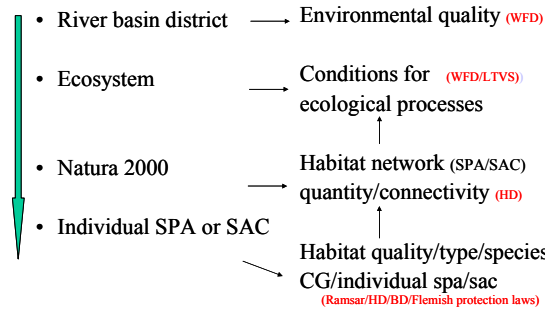 • River basin district
Environmental quality (WFD)
• Ecosystem
Conditions for (WFD/LTVS)
ecological processes
• Natura 2000
Habitat network (SPA/SAC)
quantity/connectivity (HD)
• Individual SPA or SAC
Habitat quality/type/species
CG/individual spa/sac
(Ramsar/HD/BD/Flemish protection laws)